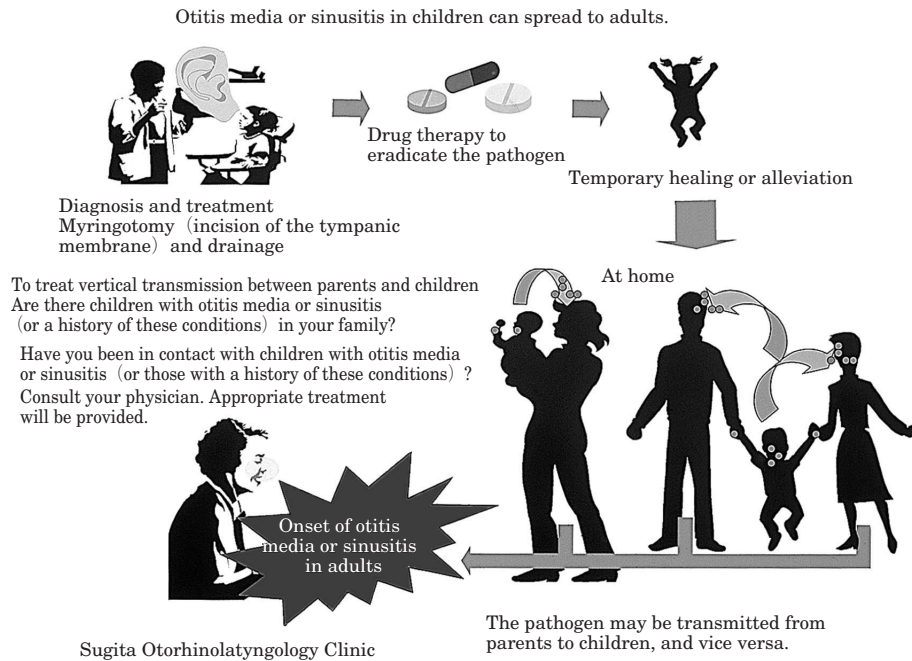 Otitis media or sinusitis in children can spread to adults.
Drug therapy to
eradicate the pathogen
Temporary healing or alleviation
Diagnosis and treatment
Myringotomy（incision of the tympanic
membrane）and drainage
At home
To treat vertical transmission between parents and children
Are there children with otitis media or sinusitis
（or a history of these conditions）in your family?
Have you been in contact with children with otitis media
or sinusitis（or those with a history of these conditions）?
Consult your physician. Appropriate treatment
will be provided.
Onset of otitis
media or sinusitis
in adults
The pathogen may be transmitted from
parents to children, and vice versa.
Sugita Otorhinolatyngology Clinic